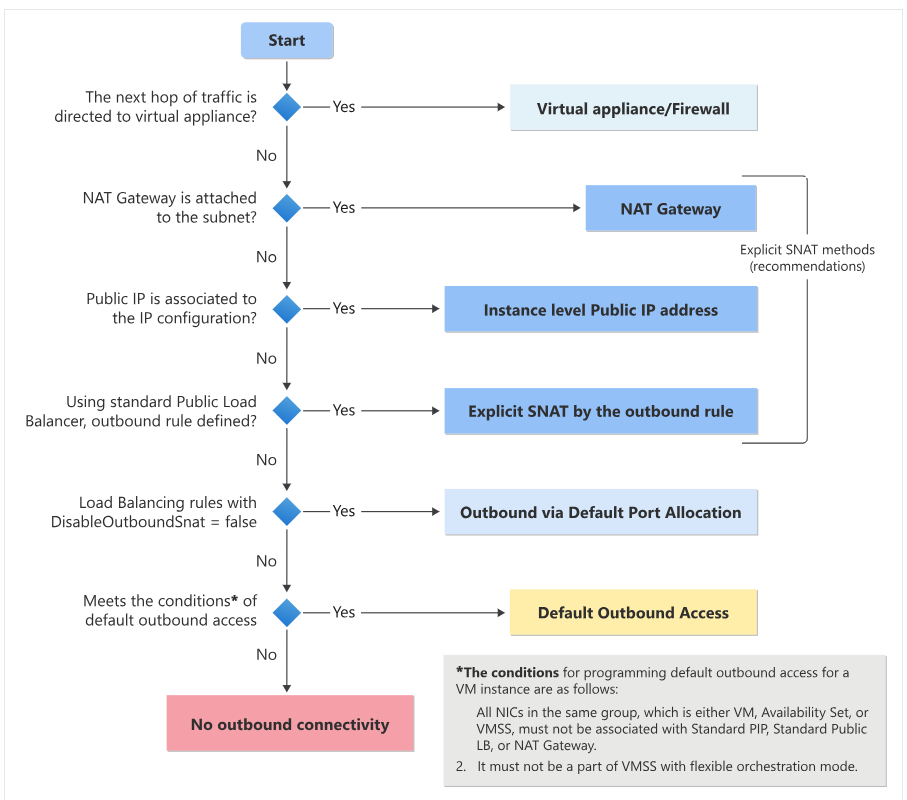 Start
The next hop of traffic is
directed to virtual appliance?
Yes
Virtual appliance/Firewall
No
NAT Gateway is attached
to the subnet?
Yes
NAT Gateway
Explicit SNAT methods
(recommendations)
No
Public IP is associated to
the IP configuration?
Yes
Instance level Public IP address
No
Using standard Public Load
Balancer, outbound rule defined?
Yes
Explicit SNAT by the outbound rule
No
Load Balancing rules with
DisableOutboundSnat = false
Yes
Outbound via Default Port Allocation
No
Meets the conditions* of
default outbound access
Yes
Default Outbound Access
No
No outbound connectivity
*The conditions for programming default outbound access for a
VM instance are as follows:
All NICs in the same group, which is either VM, Availability Set, or
VMSS, must not be associated with Standard PIP, Standard Public
LB, or NAT Gateway.
2. It must not be a part of VMSS with flexible orchestration mode.